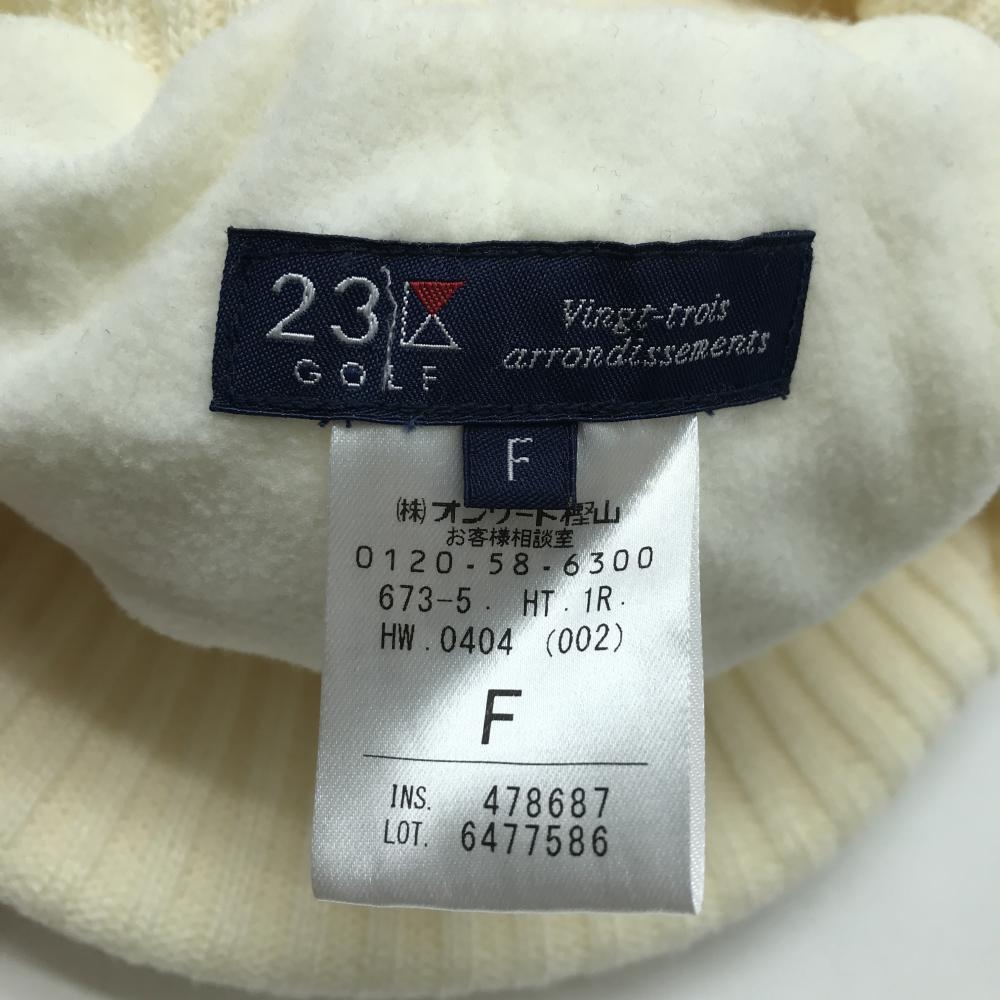 23
GOLF
Vingt-trois
arrondissements
F
(株)オンワード樫山
お客様相談室
0120-58-6300
673-5. HT.1R.
HW.0404 (002)
F
INS. 478687
LOT. 6477586